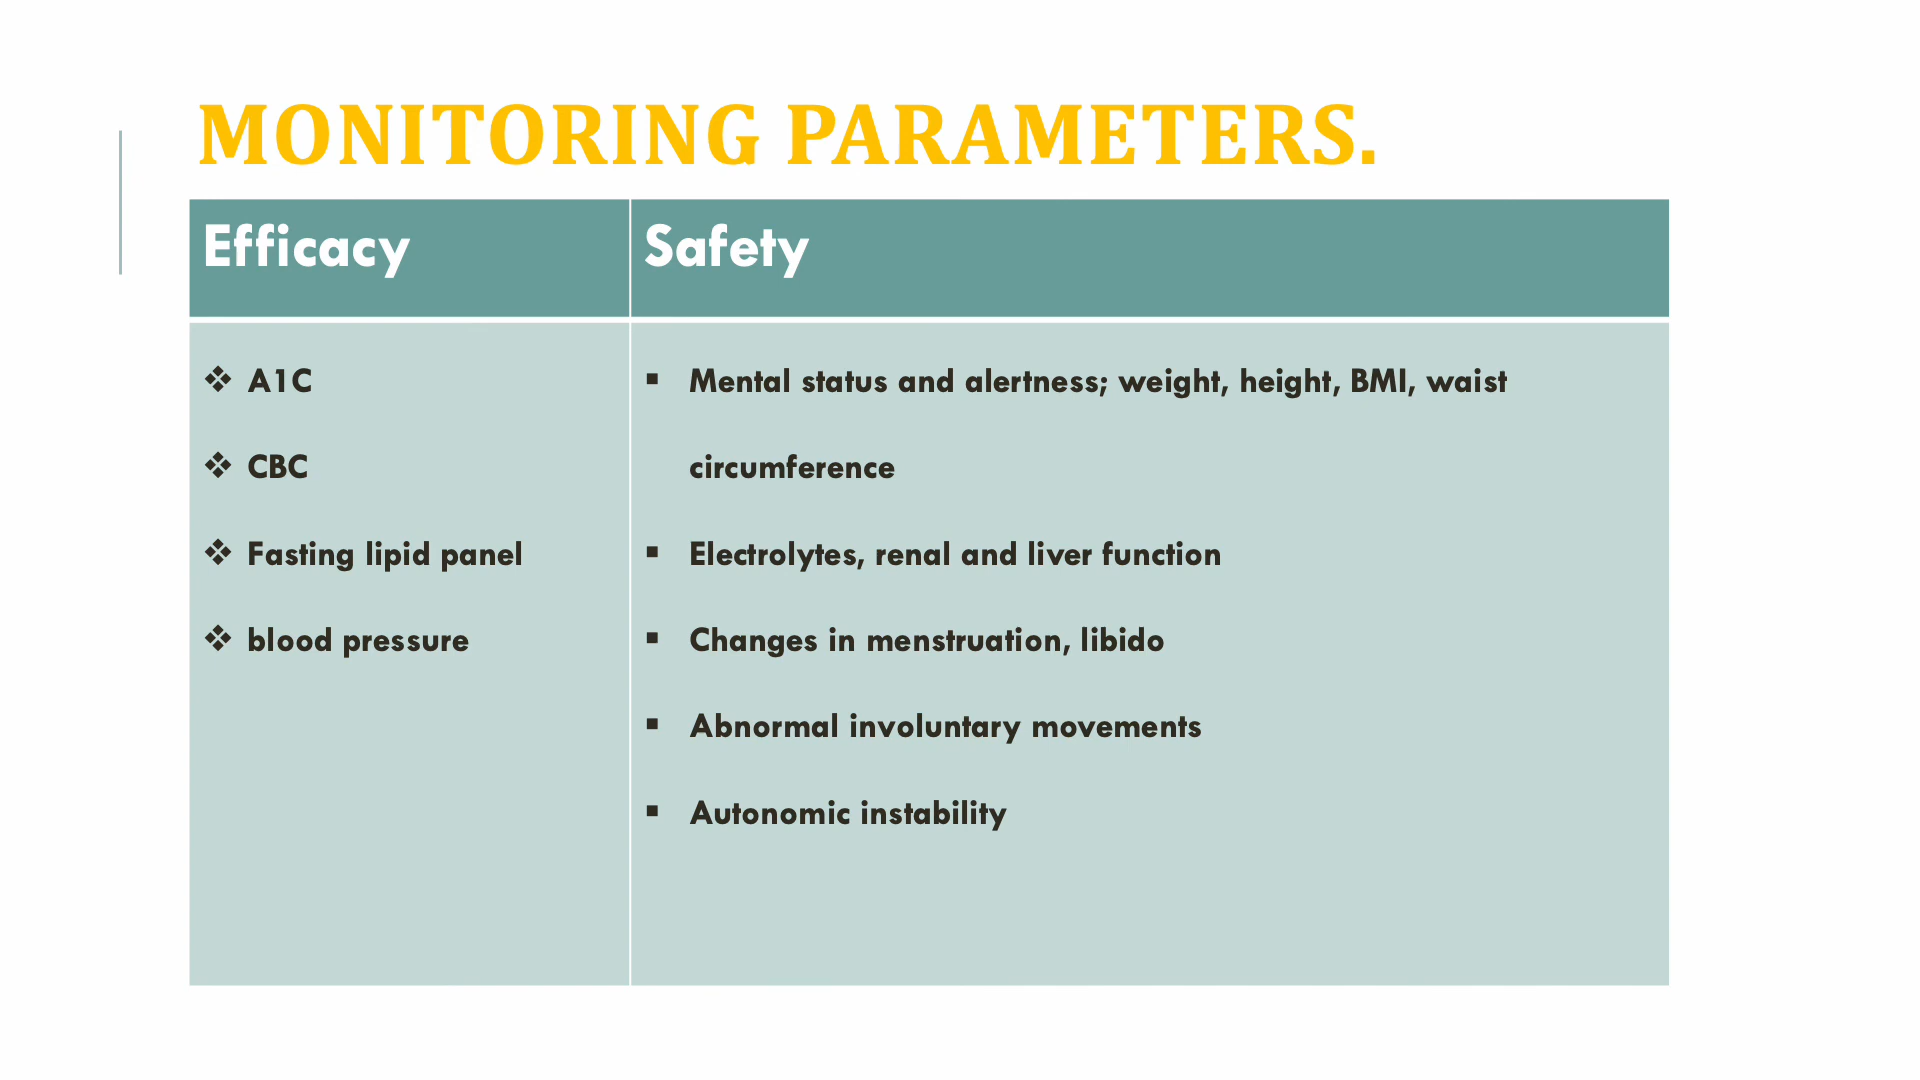 MONITORING PARAMETERS.
Efficacy
Safety
❖ A1C
❖ CBC
❖ Fasting lipid panel
❖ blood pressure
▪ Mental status and alertness; weight, height, BMI, waist
circumference
▪ Electrolytes, renal and liver function
▪ Changes in menstruation, libido
▪ Abnormal involuntary movements
▪ Autonomic instability